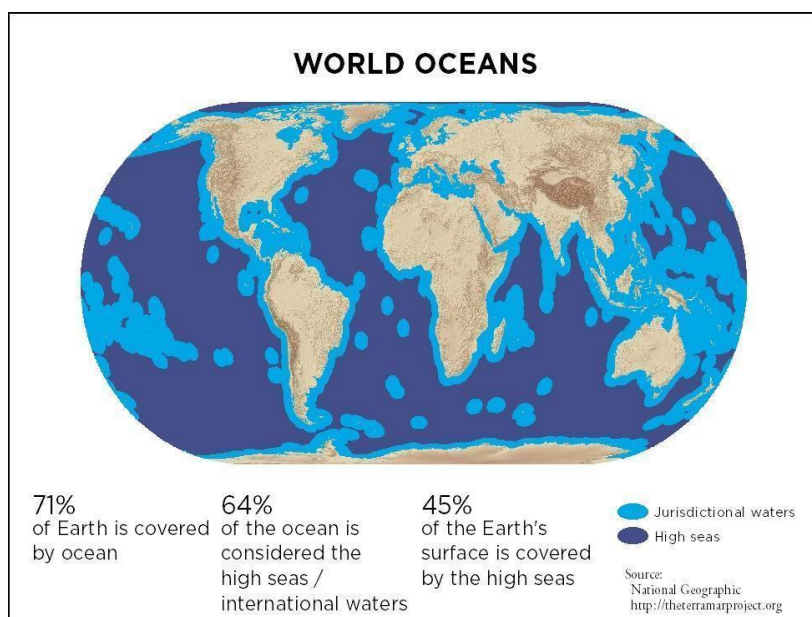 WORLD OCEANS
71%
of Earth is covered
by ocean
64%
of the ocean is
considered the
high seas /
international waters
45%
of the Earth's
surface is covered
by the high seas
Jurisdictional waters
High seas
Source:
National Geographic
http://theterramarproject.org